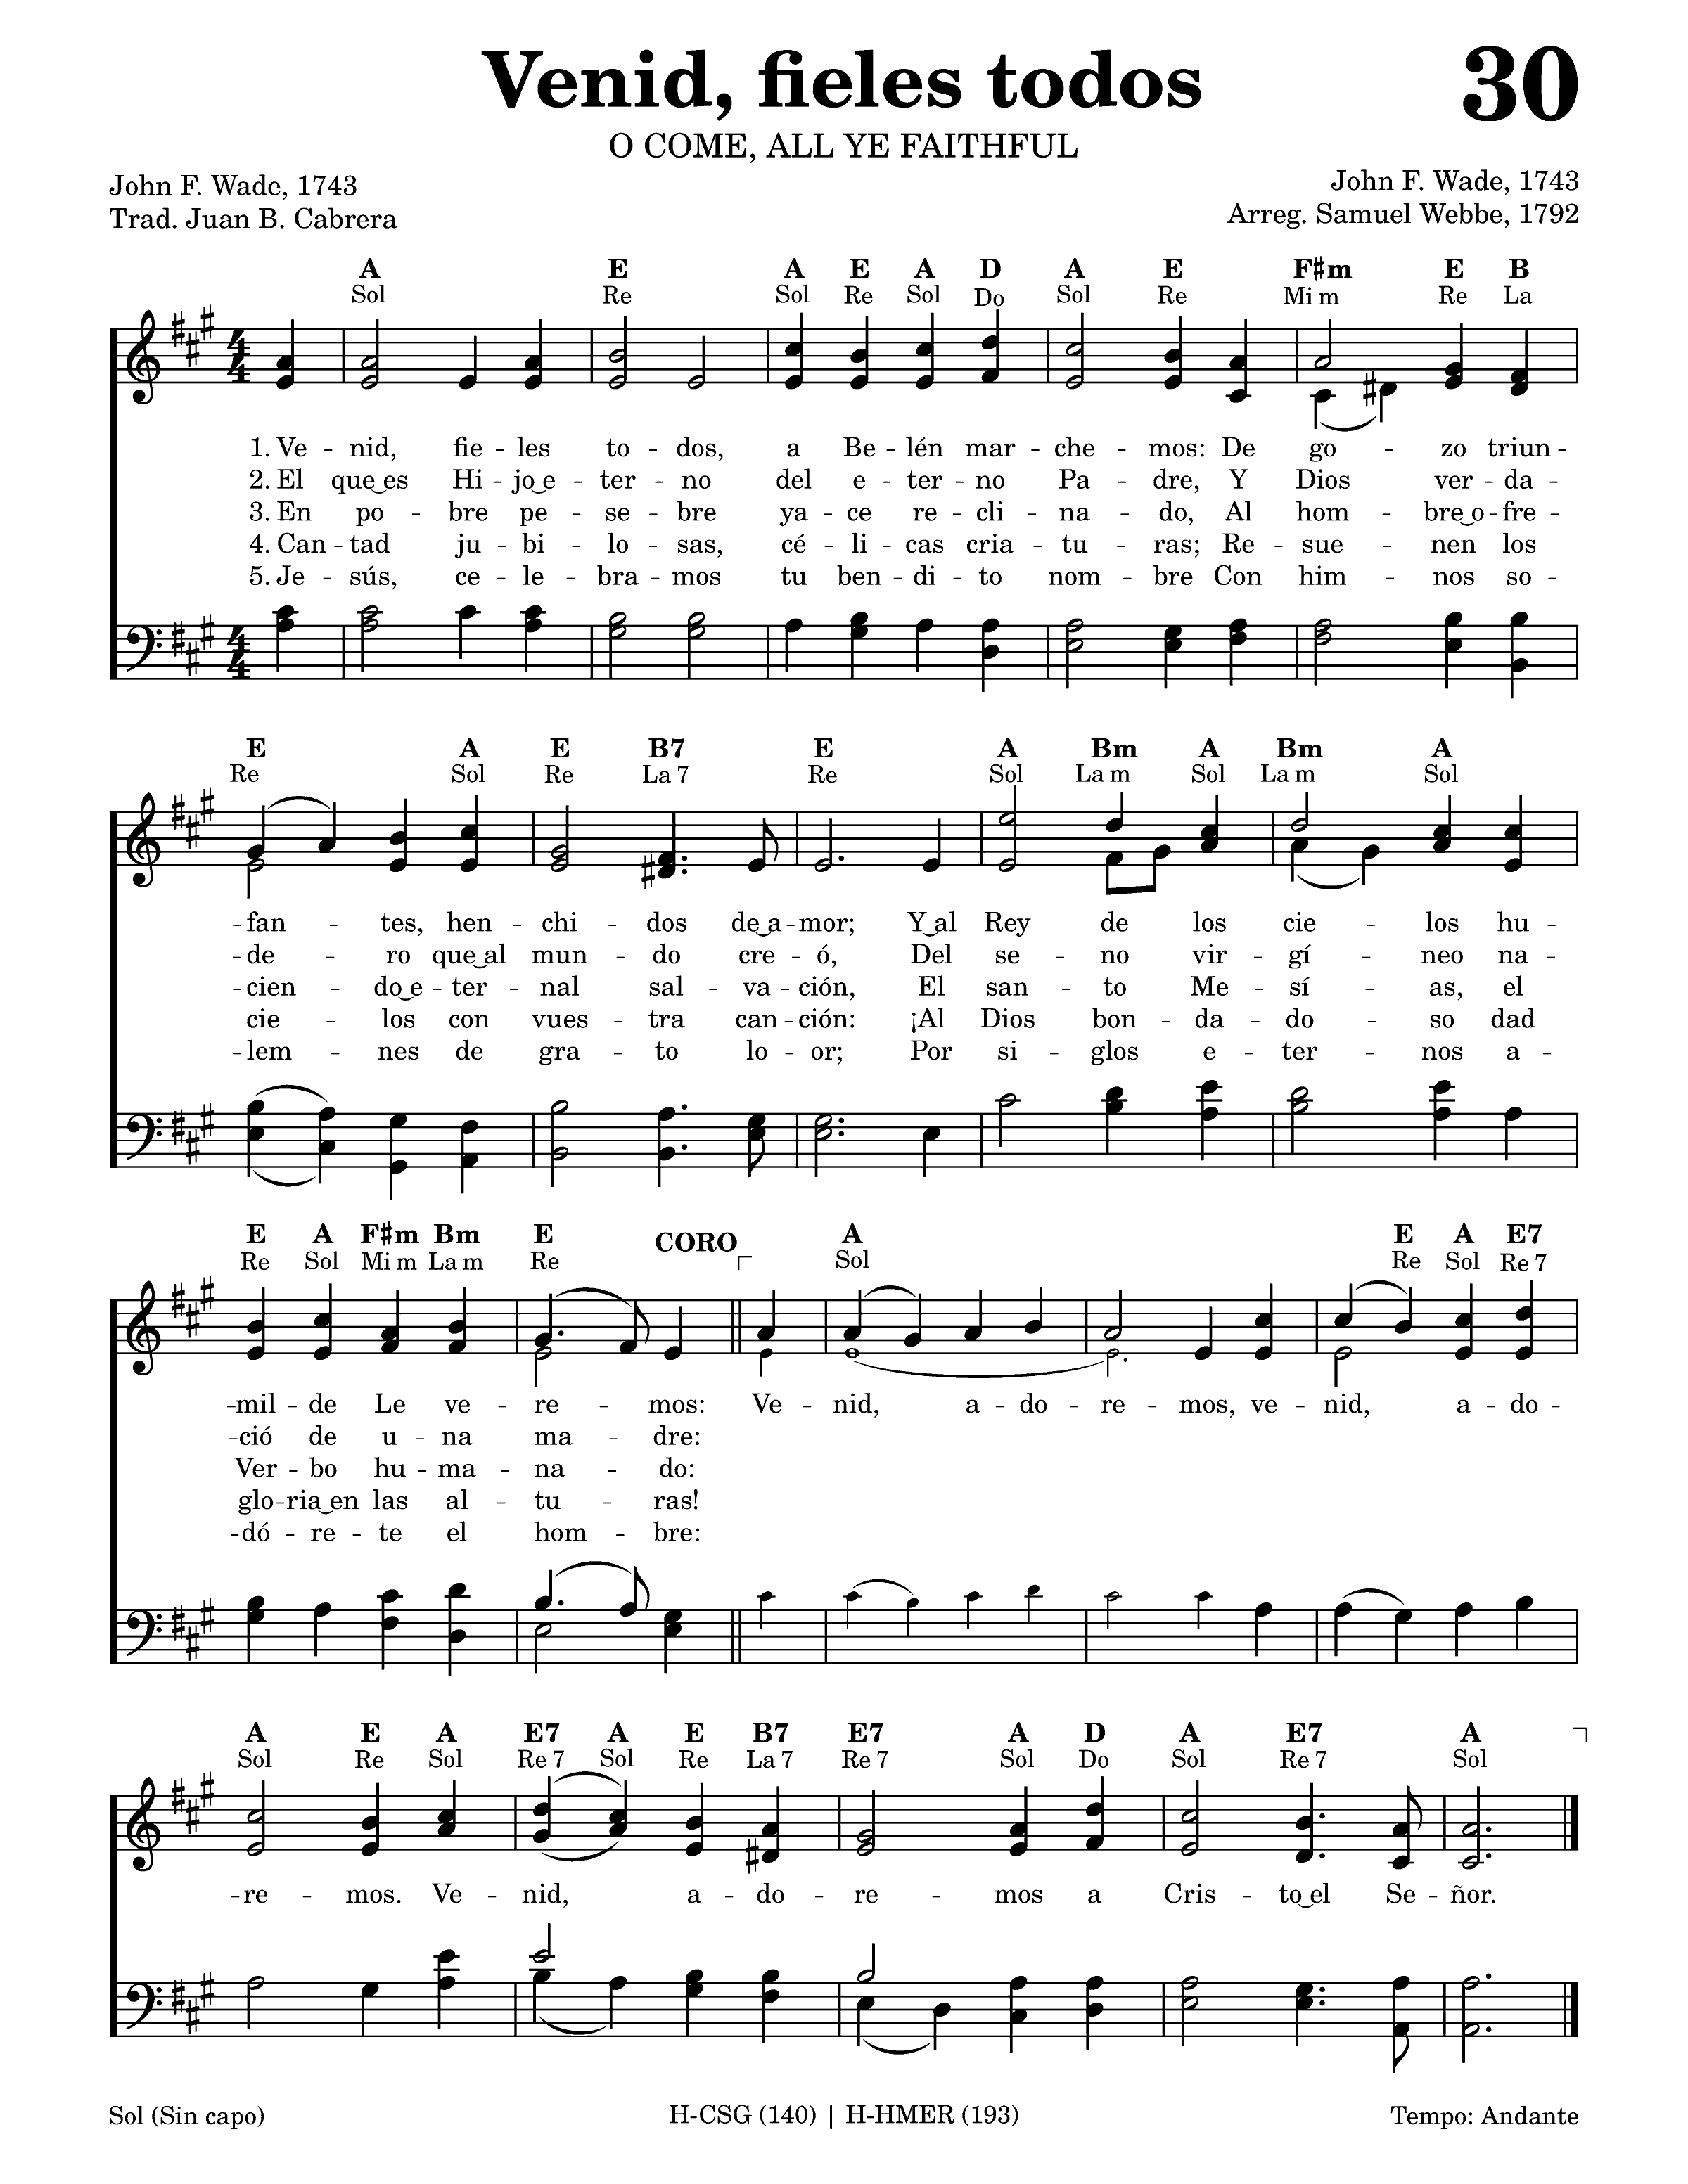 Venid, fieles todos
30
O COME, ALL YE FAITHFUL
John F. Wade, 1743
Trad. Juan B. Cabrera
John F. Wade, 1743
Arreg. Samuel Webbe, 1792
A E A E A D A E F♯m E B
Sol Re Sol Re Sol Do Sol Re Mi m Re La
4 4
1. Ve - nid, fie - les to - dos, a Be - lén mar - che - mos: De go - zo triun -
2. El que‿es Hi - jo‿e - ter - no del e - ter - no Pa - dre, Y Dios ver - da -
3. En po - bre pe - se - bre ya - ce re - cli - na - do, Al hom - bre‿o - fre -
4. Can - tad ju - bi - lo - sas, cé - li - cas cria - tu - ras; Re - sue - nen los
5. Je - sús, ce - le - bra - mos tu ben - di - to nom - bre Con him - nos so -
4 4
E A E B7 E A Bm A Bm A
Re Sol Re La 7 Re Sol La m Sol La m Sol
- fan - tes, hen - chi - dos de‿a - mor; Y‿al Rey de los cie - los hu -
- de - ro que‿al mun - do cre - ó, Del se - no vir - gí - neo na -
- cien - do‿e - ter - nal sal - va - ción, El san - to Me - sí - as, el
cie - los con vues - tra can - ción: ¡Al Dios bon - da - do - so dad
- lem - nes de gra - to lo - or; Por si - glos e - ter - nos a -
E A F♯m Bm E CORO A E A E7
Re Sol Mi m La m Re Sol Re Sol Re 7
- mil - de Le ve - re - mos: Ve - nid, a - do - re - mos, ve - nid, a - do -
- ció de u - na ma - dre:
Ver - bo hu - ma - na - do:
glo - ria‿en las al - tu - ras!
- dó - re - te el hom - bre:
A E A E7 A E B7 E7 A D A E7 A
Sol Re Sol Re 7 Sol Re La 7 Re 7 Sol Do Sol Re 7 Sol
- re - mos. Ve - nid, a - do - re - mos a Cris - to‿el Se - ñor.
Sol (Sin capo)
H-CSG (140) | H-HMER (193)
Tempo: Andante